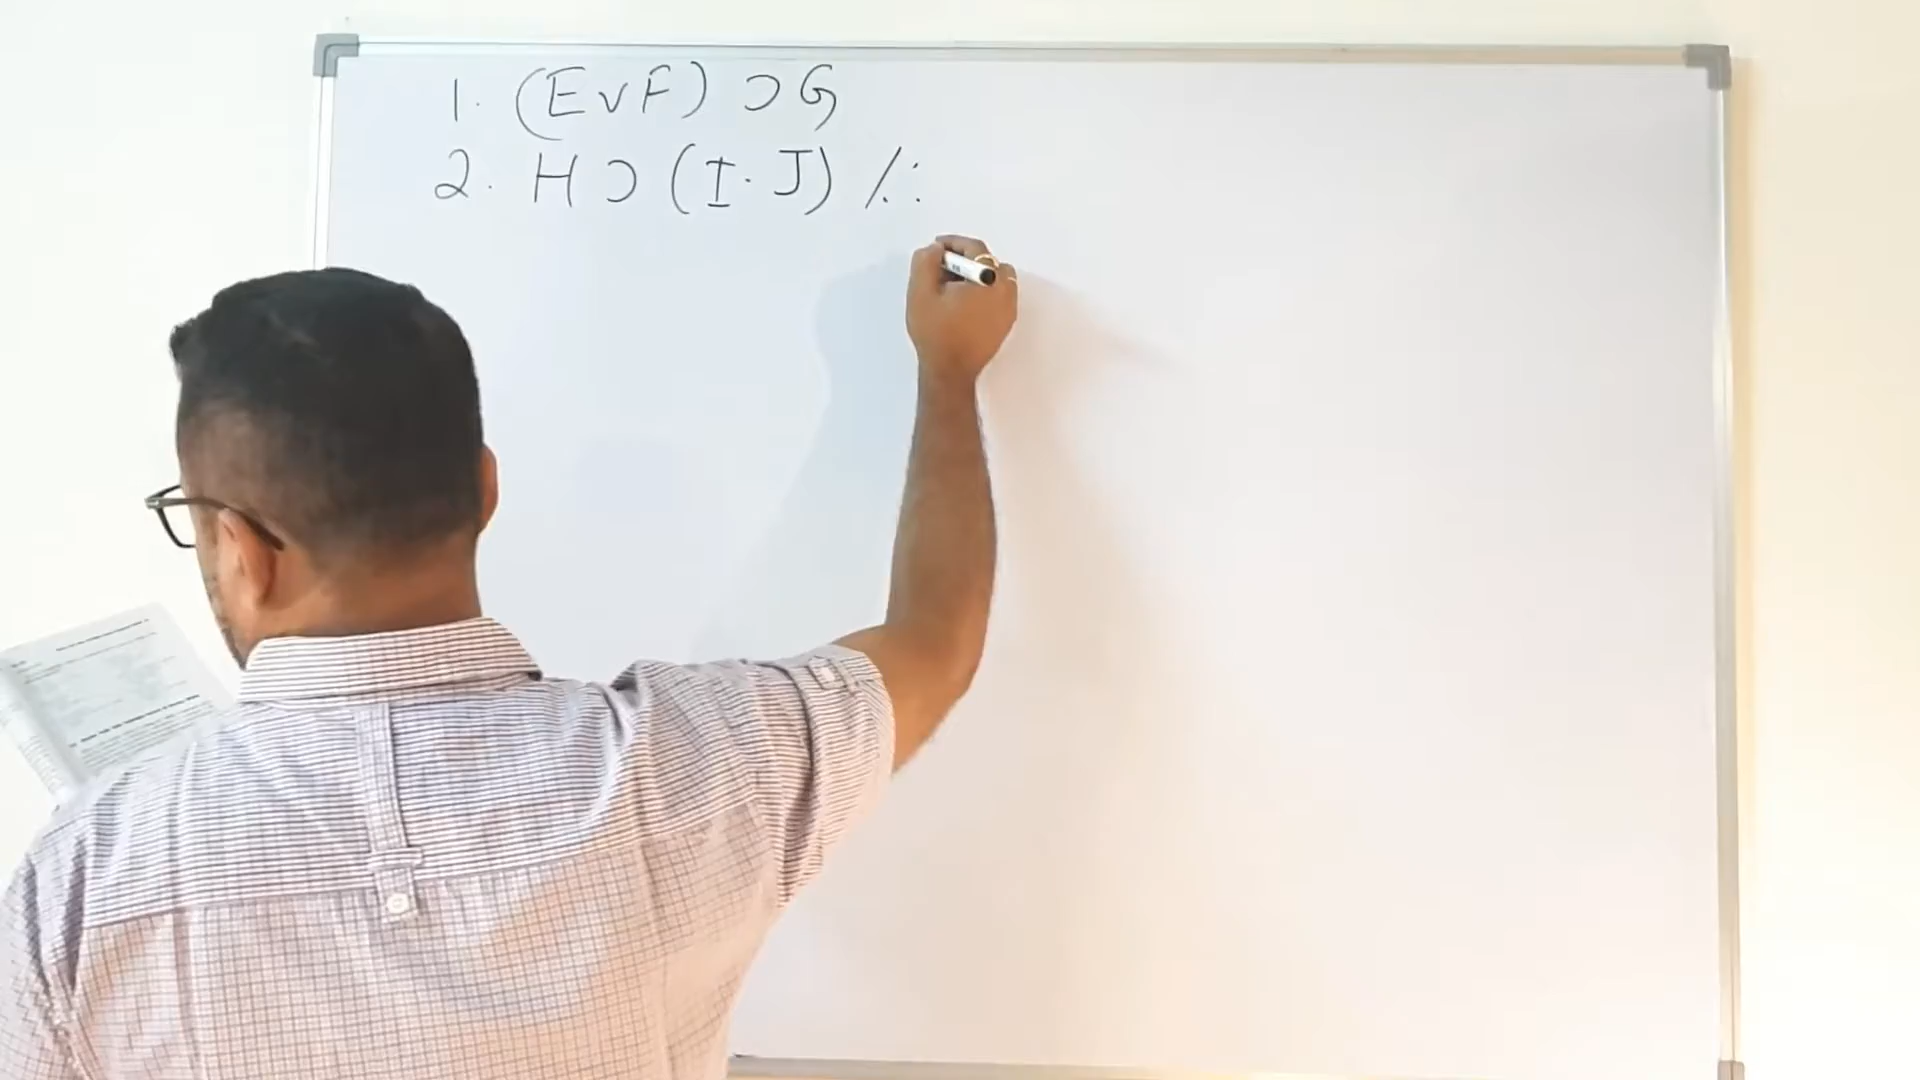 1. (E v F) ⊃ G
2. H ⊃ (I · J) /∴